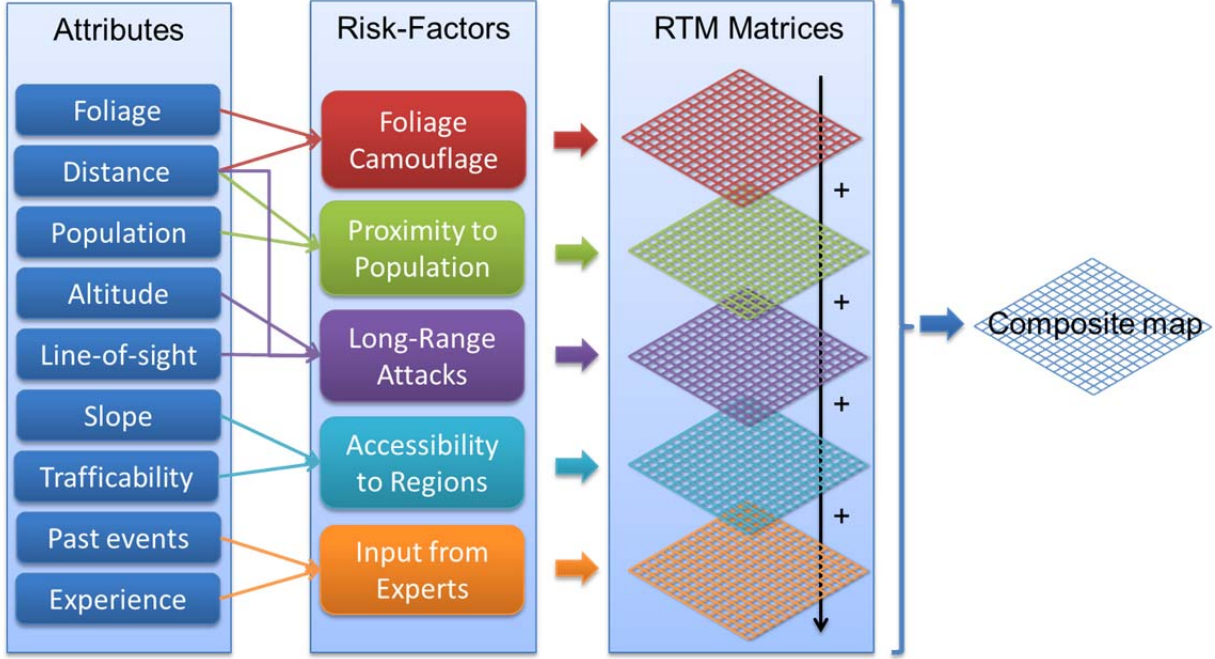 Attributes
Foliage
Distance
Population
Altitude
Line-of-sight
Slope
Trafficability
Past events
Experience
Risk-Factors
Foliage
Camouflage
Proximity to
Population
Long-Range
Attacks
Accessibility
to Regions
Input from
Experts
RTM Matrices
+
+
+
+
Composite map